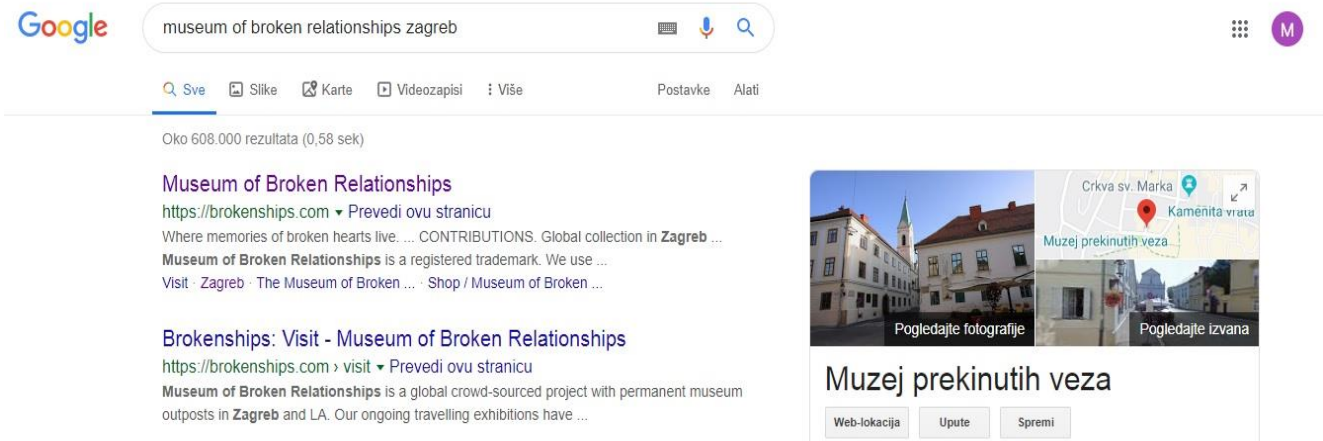 Google
museum of broken relationships zagreb
M
Sve Slike Karte Videozapisi Više Postavke Alati
Oko 608.000 rezultata (0,58 sek)
Museum of Broken Relationships
https://brokenships.com ▾ Prevedi ovu stranicu
Where memories of broken hearts live. ... CONTRIBUTIONS. Global collection in Zagreb ...
Museum of Broken Relationships is a registered trademark. We use ...
Visit · Zagreb · The Museum of Broken ... · Shop / Museum of Broken ...
Brokenships: Visit - Museum of Broken Relationships
https://brokenships.com › visit ▾ Prevedi ovu stranicu
Museum of Broken Relationships is a global crowd-sourced project with permanent museum
outposts in Zagreb and LA. Our ongoing travelling exhibitions have ...
Crkva sv. Marka
Kamenita vrata
Muzej prekinutih veza
Pogledajte fotografije
Pogledajte izvana
Muzej prekinutih veza
Web-lokacija Upute Spremi